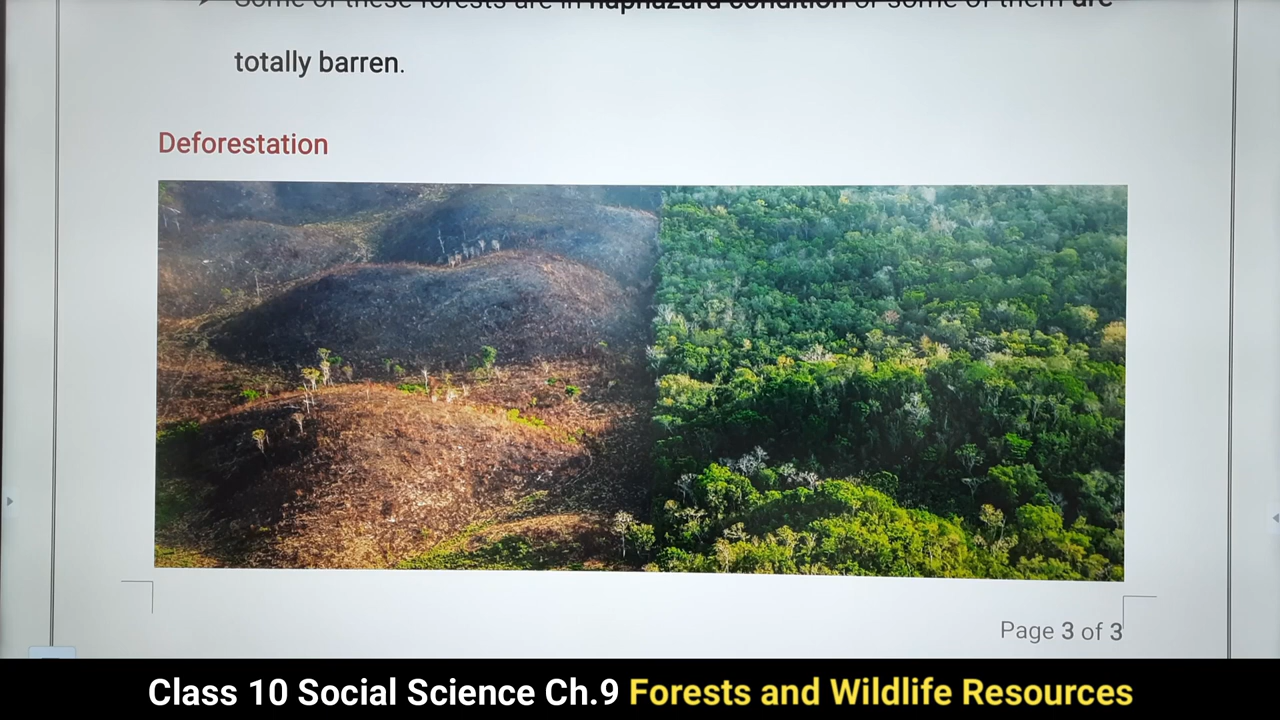 Some of these forests are in haphazard condition or some of them are
totally barren.
Deforestation
Page 3 of 3
Class 10 Social Science Ch.9 Forests and Wildlife Resources